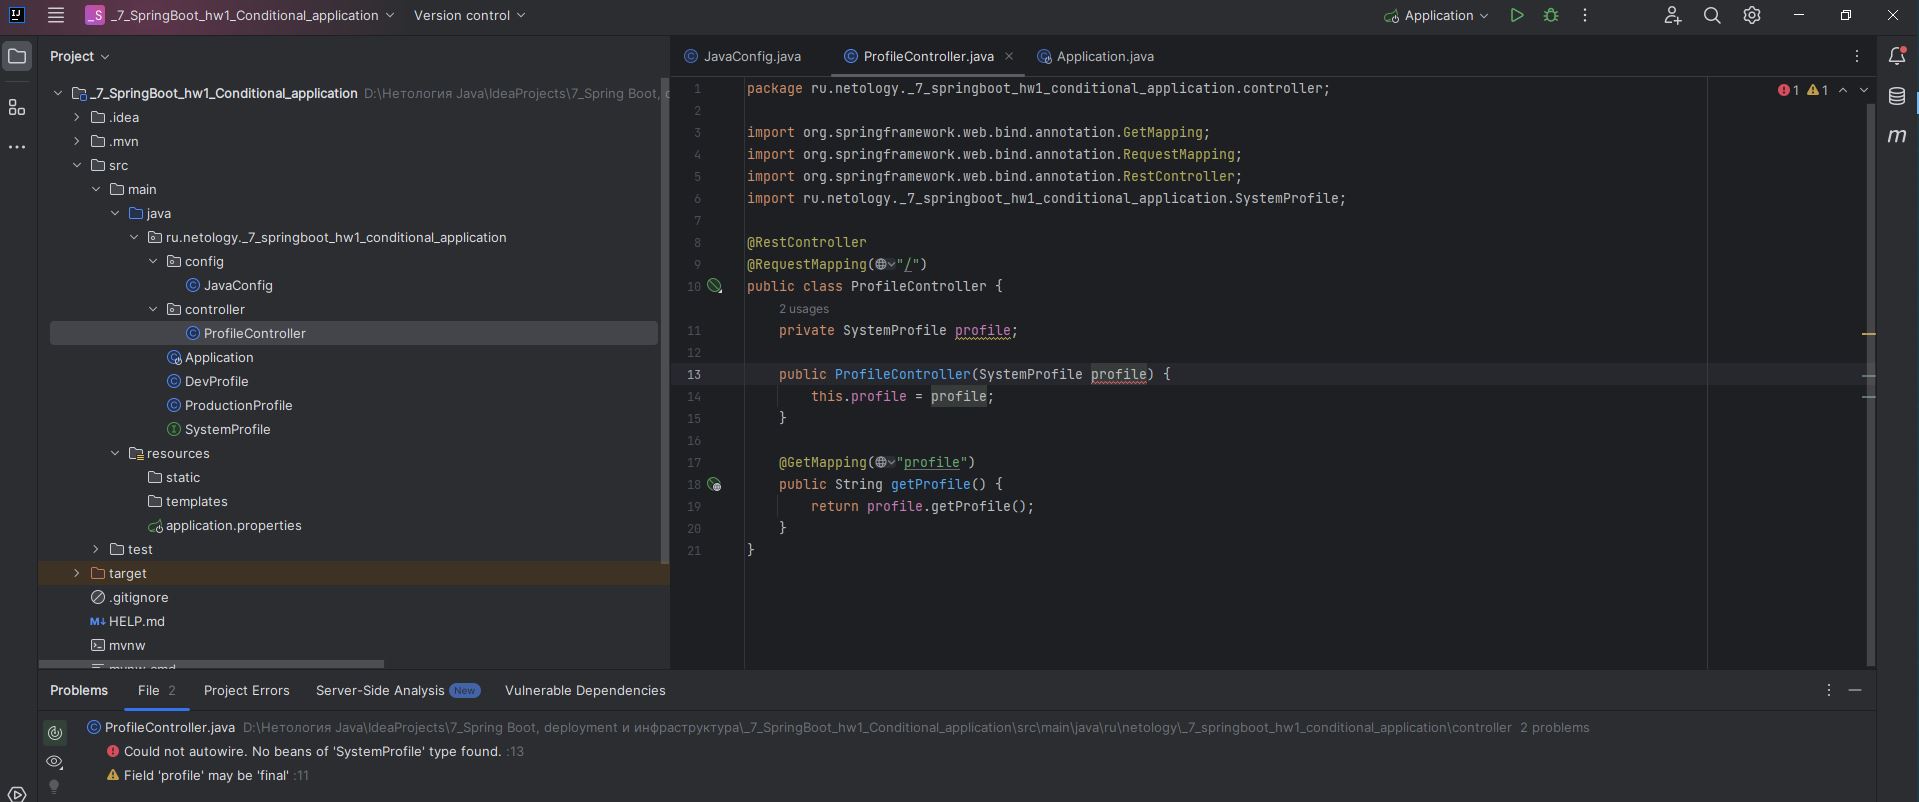 _S _7_SpringBoot_hw1_Conditional_application Version control Application
Project
_7_SpringBoot_hw1_Conditional_application D:\Нетология Java\IdeaProjects\7_Spring Boot,
.idea
.mvn
src
main
java
ru.netology._7_springboot_hw1_conditional_application
config
JavaConfig
controller
ProfileController
Application
DevProfile
ProductionProfile
SystemProfile
resources
static
templates
application.properties
test
target
.gitignore
M↓ HELP.md
mvnw
mvnw.cmd
JavaConfig.java ProfileController.java Application.java
1 package ru.netology._7_springboot_hw1_conditional_application.controller; 1 1
2
3 import org.springframework.web.bind.annotation.GetMapping;
4 import org.springframework.web.bind.annotation.RequestMapping;
5 import org.springframework.web.bind.annotation.RestController;
6 import ru.netology._7_springboot_hw1_conditional_application.SystemProfile;
7
8 @RestController
9 @RequestMapping("/")
10 public class ProfileController {
2 usages
11 private SystemProfile profile;
12
13 public ProfileController(SystemProfile profile) {
14 this.profile = profile;
15 }
16
17 @GetMapping("profile")
18 public String getProfile() {
19 return profile.getProfile();
20 }
21 }
m
Problems File 2 Project Errors Server-Side Analysis New Vulnerable Dependencies
ProfileController.java D:\Нетология Java\IdeaProjects\7_Spring Boot, deployment и инфраструктура\_7_SpringBoot_hw1_Conditional_application\src\main\java\ru\netology\_7_springboot_hw1_conditional_application\controller 2 problems
Could not autowire. No beans of 'SystemProfile' type found. :13
Field 'profile' may be 'final' :11